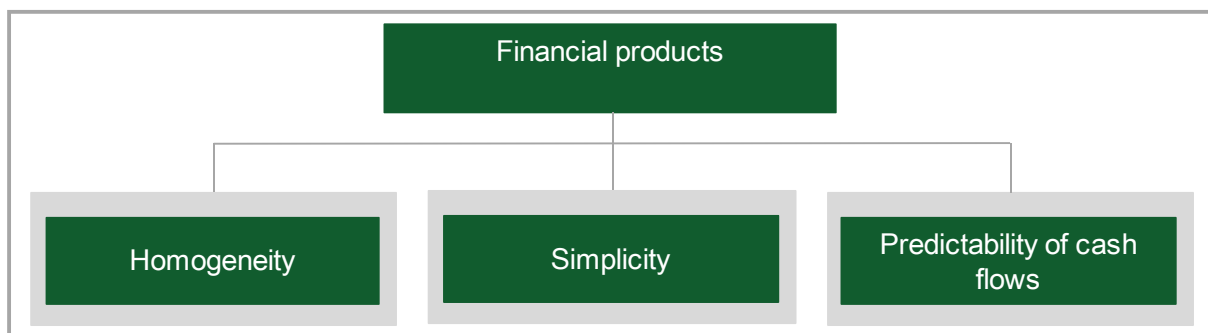 Financial products
Homogeneity
Simplicity
Predictability of cash
flows